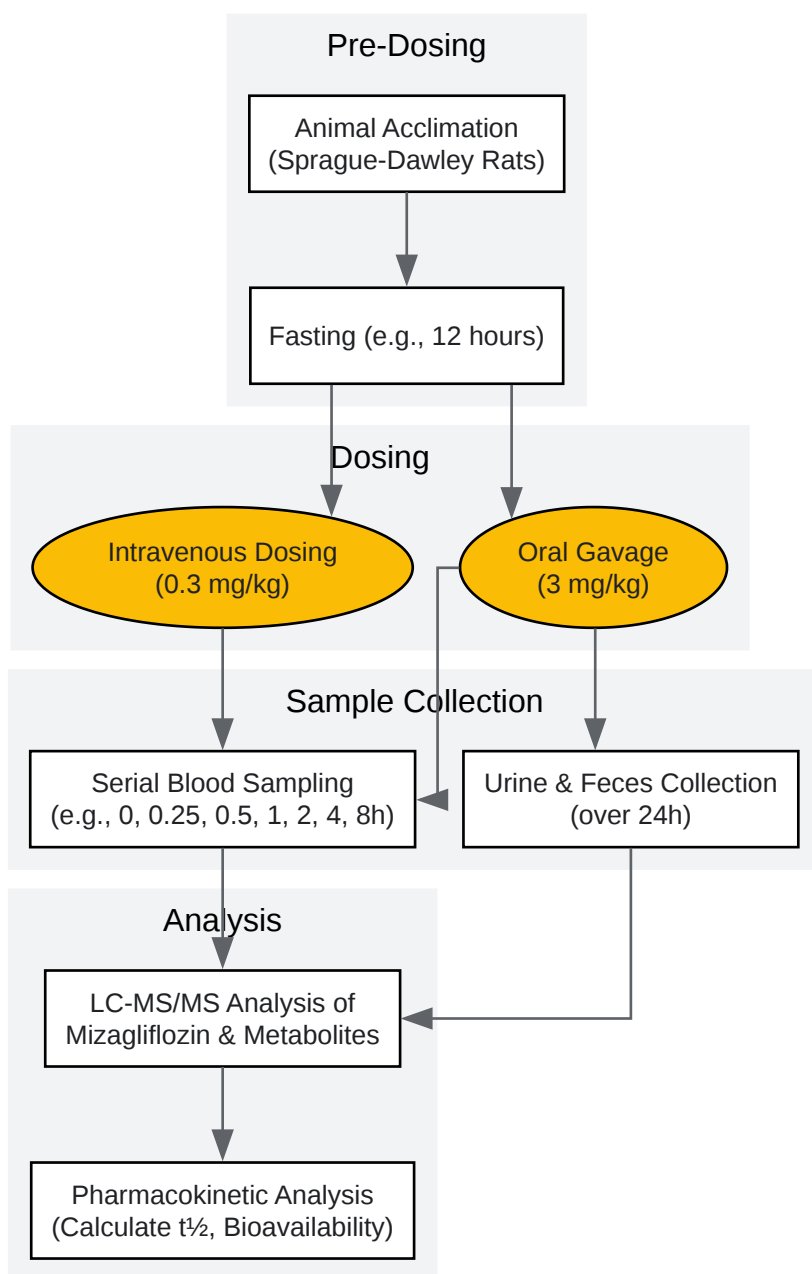 Pre-Dosing
Animal Acclimation
(Sprague-Dawley Rats)
Fasting (e.g., 12 hours)
Dosing
Intravenous Dosing
(0.3 mg/kg)
Oral Gavage
(3 mg/kg)
Sample Collection
Serial Blood Sampling
(e.g., 0, 0.25, 0.5, 1, 2, 4, 8h)
Urine & Feces Collection
(over 24h)
Analysis
LC-MS/MS Analysis of
Mizagliflozin & Metabolites
Pharmacokinetic Analysis
(Calculate t½, Bioavailability)